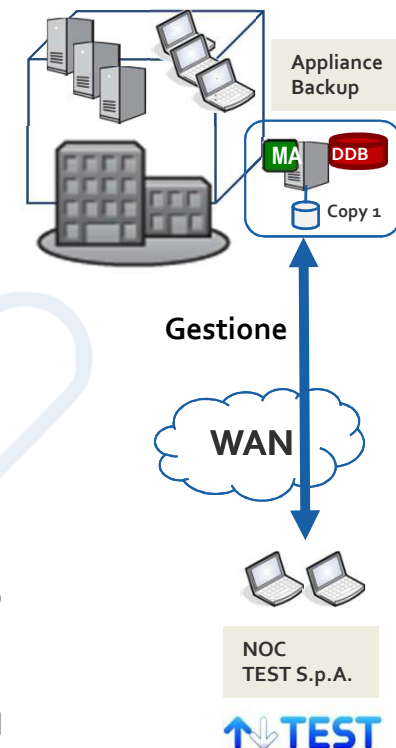 Appliance
Backup
MA
DDB
Copy 1
Gestione
WAN
NOC
TEST S.p.A.
TEST